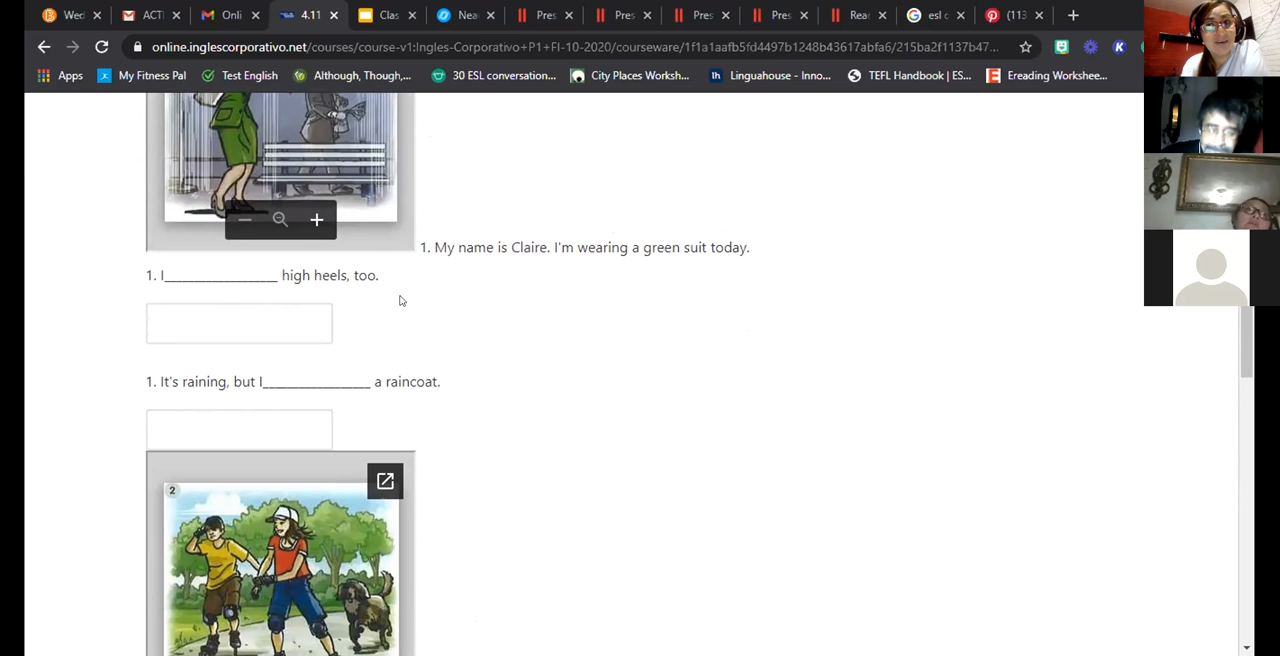 Wed
ACTI
Onli
4.11
Clas
Nea
Pres
Pres
Pres
Pres
Rea
esl c
(113
online.inglescorporativo.net/courses/course-v1:Ingles-Corporativo+P1+FI-10-2020/courseware/1f1a1aafb5fd4497b1248b43617abfa6/215ba2f1137b47...
Apps
My Fitness Pal
Test English
Although, Though,...
30 ESL conversation...
City Places Worksh...
Linguahouse - Inno...
TEFL Handbook | ES...
Ereading Workshee...
1. My name is Claire. I'm wearing a green suit today.
1. I__________________ high heels, too.
1. It's raining, but I_________________ a raincoat.
2